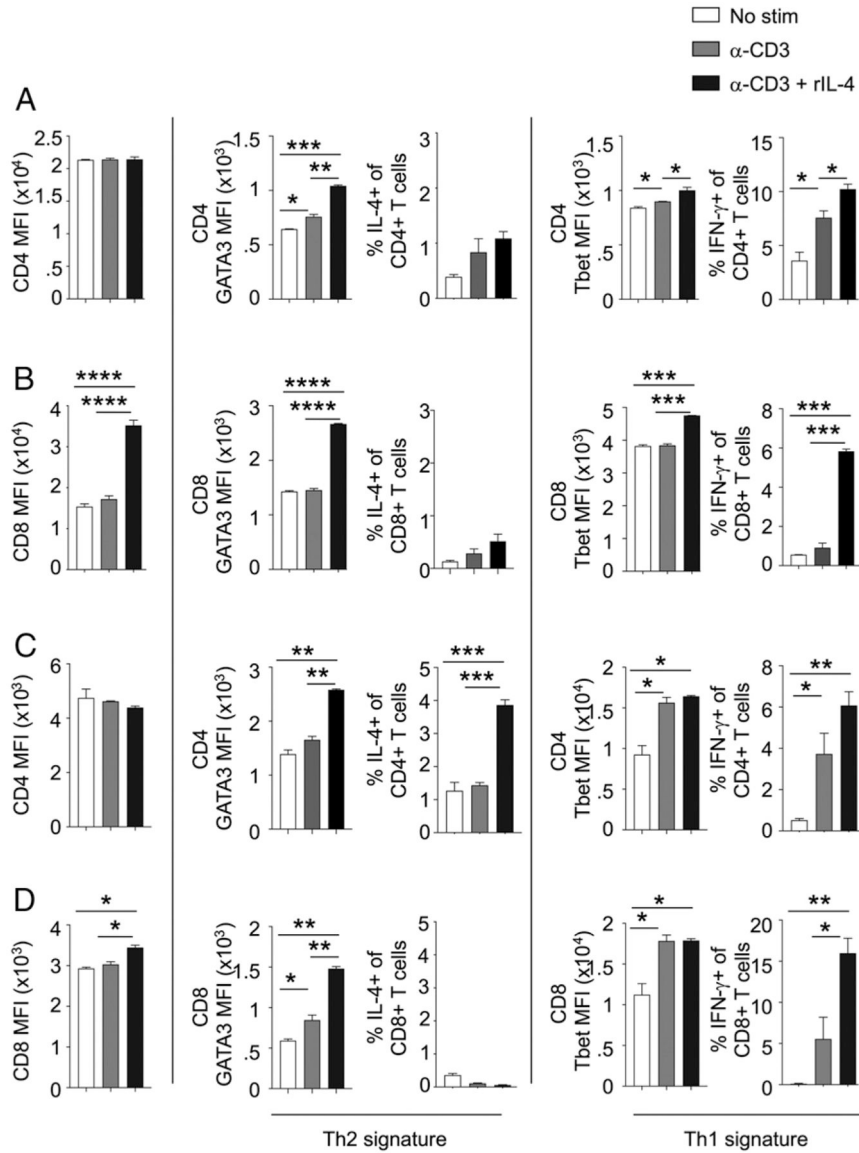 No stim
α-CD3
α-CD3 + rIL-4
A
CD4 MFI (x10⁴)
2.5
2
1.5
1
.5
0
CD4
GATA3 MFI (x10³)
1.5
1
.5
0
***
**
*
% IL-4+ of
CD4+ T cells
3
2
1
0
CD4
Tbet MFI (x10³)
1.5
1
.5
0
* *
% IFN-γ+ of
CD4+ T cells
15
10
5
0
* *
B
CD8 MFI (x10⁴)
4
3
2
1
0
****
****
CD8
GATA3 MFI (x10³)
3
2
1
0
****
****
% IL-4+ of
CD8+ T cells
3
2
1
0
CD8
Tbet MFI (x10³)
5
4
3
2
1
0
***
***
% IFN-γ+ of
CD8+ T cells
8
6
4
2
0
***
***
C
CD4 MFI (x10³)
6
4
2
0
CD4
GATA3 MFI (x10³)
3
2
1
0
**
**
% IL-4+ of
CD4+ T cells
5
4
3
2
1
0
***
***
CD4
Tbet MFI (x10⁴)
2
1.5
1
.5
0
*
*
% IFN-γ+ of
CD4+ T cells
8
6
4
2
0
**
*
D
CD8 MFI (x10³)
4
3
2
1
0
*
*
CD8
GATA3 MFI (x10³)
2
1.5
1
.5
0
**
**
*
% IL-4+ of
CD8+ T cells
5
4
3
2
1
0
CD8
Tbet MFI (x10⁴)
2
1.5
1
.5
0
*
*
% IFN-γ+ of
CD8+ T cells
20
15
10
5
0
**
*
Th2 signature
Th1 signature